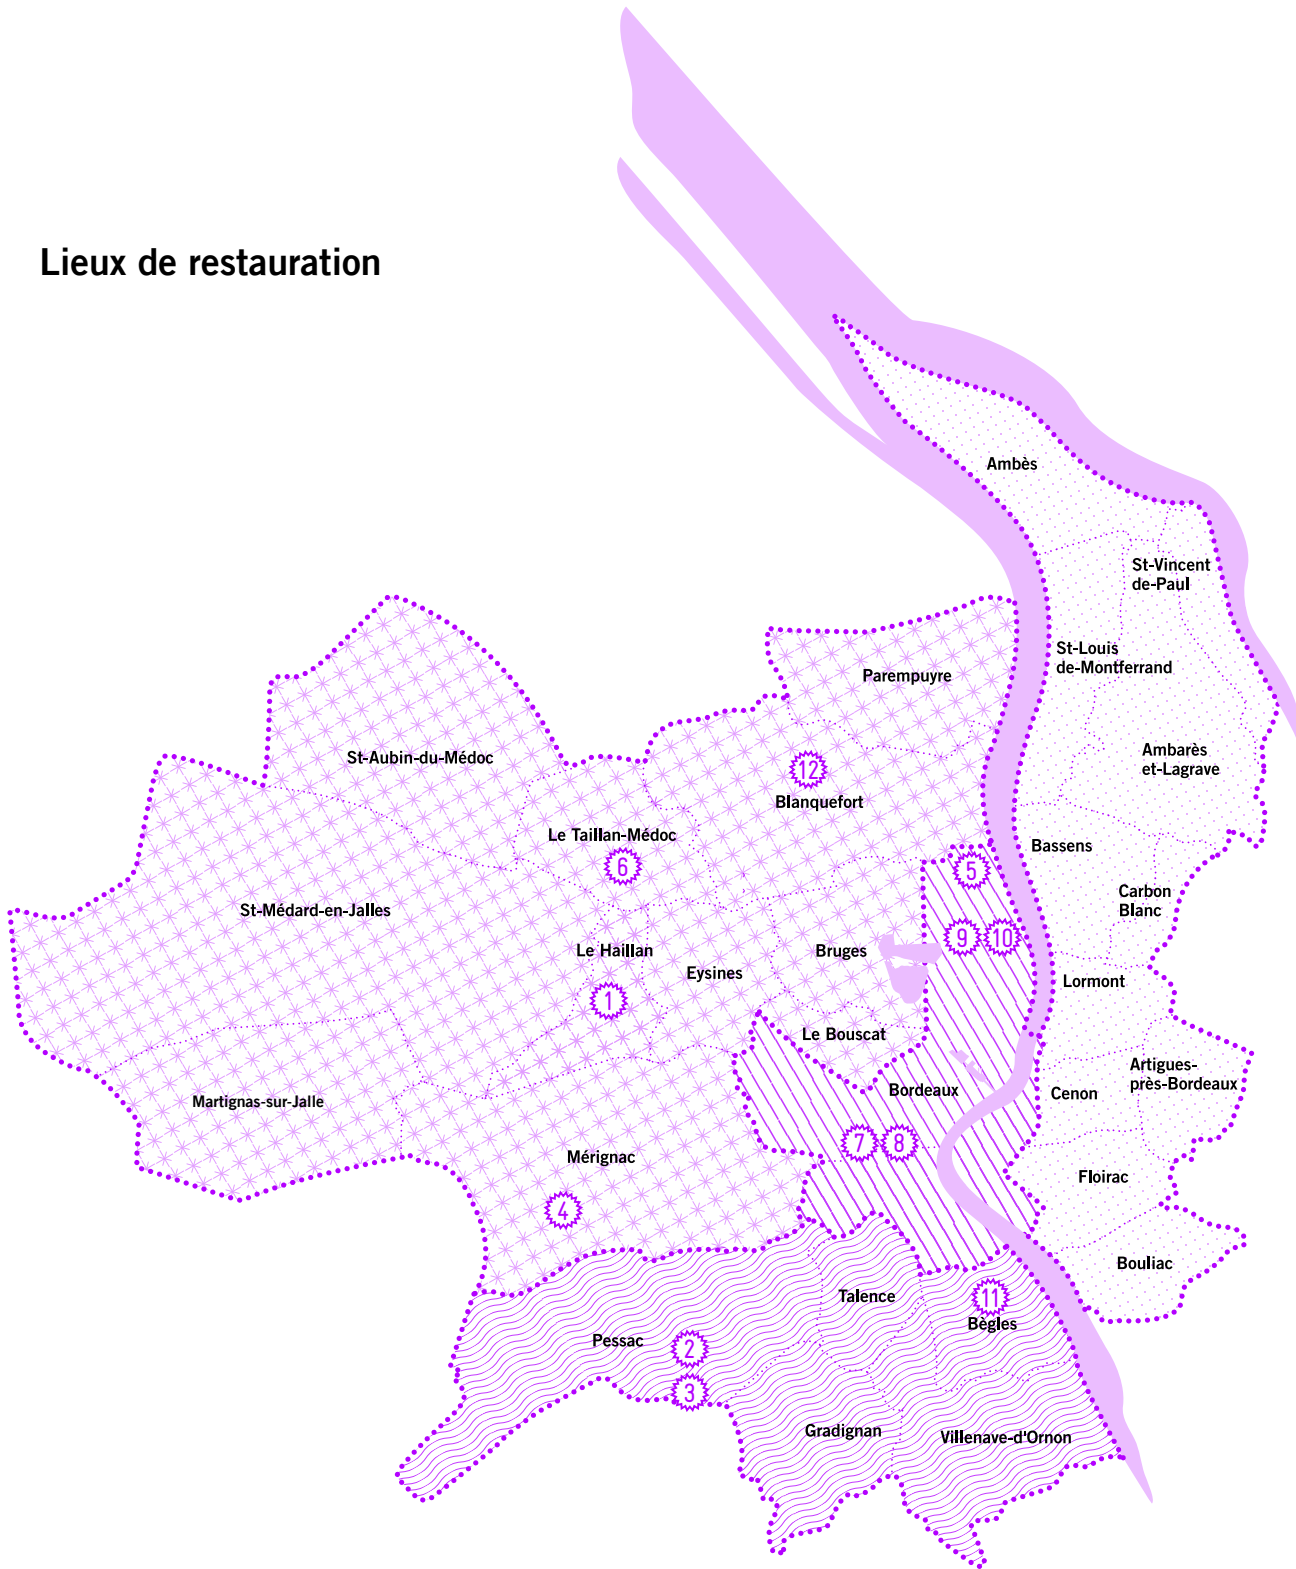 Lieux de restauration
Ambès
St-Vincent
de-Paul
St-Louis
de-Montferrand
Parempuyre
Ambarès
et-Lagrave
St-Aubin-du-Médoc
12
Blanquefort
Le Taillan-Médoc
6
Bassens
5
Carbon
Blanc
St-Médard-en-Jalles
9
10
Le Haillan
Bruges
Eysines
Lormont
1
Le Bouscat
Artigues-
près-Bordeaux
Bordeaux
Cenon
Martignas-sur-Jalle
7
8
Mérignac
Floirac
4
Bouliac
Talence
11
Bègles
Pessac
2
3
Gradignan
Villenave-d'Ornon